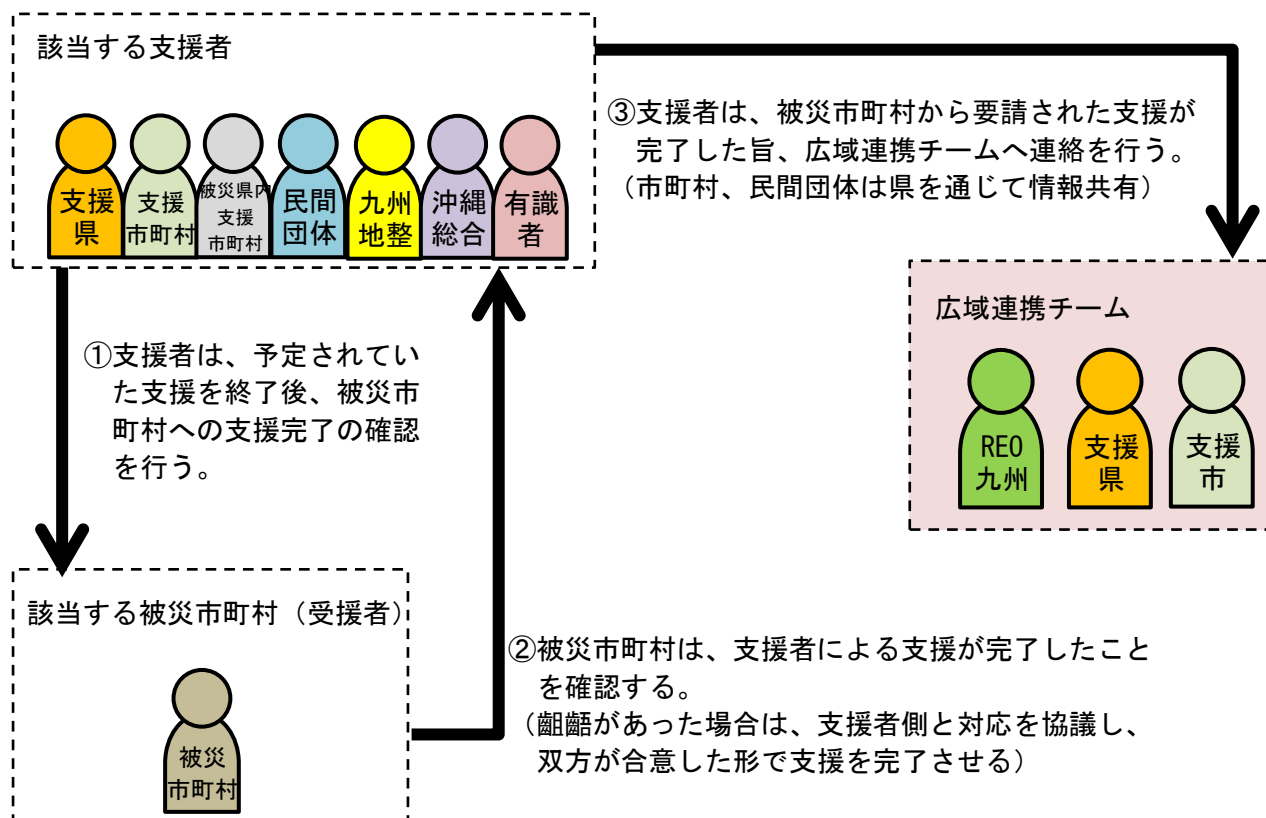 該当する支援者
支援
県
支援
市町村
被災県内
支援
市町村
民間
団体
九州
地整
沖縄
総合
有識
者
③支援者は、被災市町村から要請された支援が
完了した旨、広域連携チームへ連絡を行う。
（市町村、民間団体は県を通じて情報共有）
広域連携チーム
REO
九州
支援
県
支援
市
①支援者は、予定されてい
た支援を終了後、被災市
町村への支援完了の確認
を行う。
該当する被災市町村（受援者）
被災
市町村
②被災市町村は、支援者による支援が完了したこと
を確認する。
（齟齬があった場合は、支援者側と対応を協議し、
双方が合意した形で支援を完了させる）